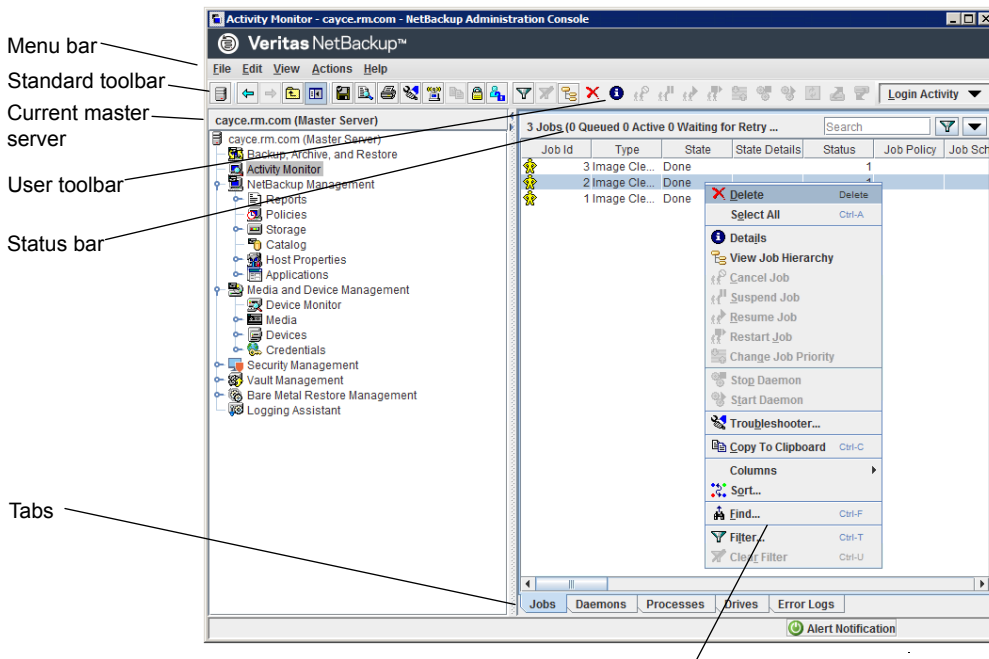 Activity Monitor - cayce.rm.com - NetBackup Administration Console
Veritas NetBackup™
File Edit View Actions Help
Login Activity
Menu bar
Standard toolbar
Current master
server
User toolbar
Status bar
Tabs
cayce.rm.com (Master Server)
cayce.rm.com (Master Server)
Backup, Archive, and Restore
Activity Monitor
NetBackup Management
Reports
Policies
Storage
Catalog
Host Properties
Applications
Media and Device Management
Device Monitor
Media
Devices
Credentials
Security Management
Vault Management
Bare Metal Restore Management
Logging Assistant
3 Jobs (0 Queued 0 Active 0 Waiting for Retry ...
Search
Job Id Type State State Details Status Job Policy Job Sch
3 Image Cle... Done 1
2 Image Cle... Done 1
1 Image Cle... Done
Delete Delete
Select All Ctrl-A
Details
View Job Hierarchy
Cancel Job
Suspend Job
Resume Job
Restart Job
Change Job Priority
Stop Daemon
Start Daemon
Troubleshooter...
Copy To Clipboard Ctrl-C
Columns
Sort...
Find... Ctrl-F
Filter... Ctrl-T
Clear Filter Ctrl-U
Jobs Daemons Processes Drives Error Logs
Alert Notification